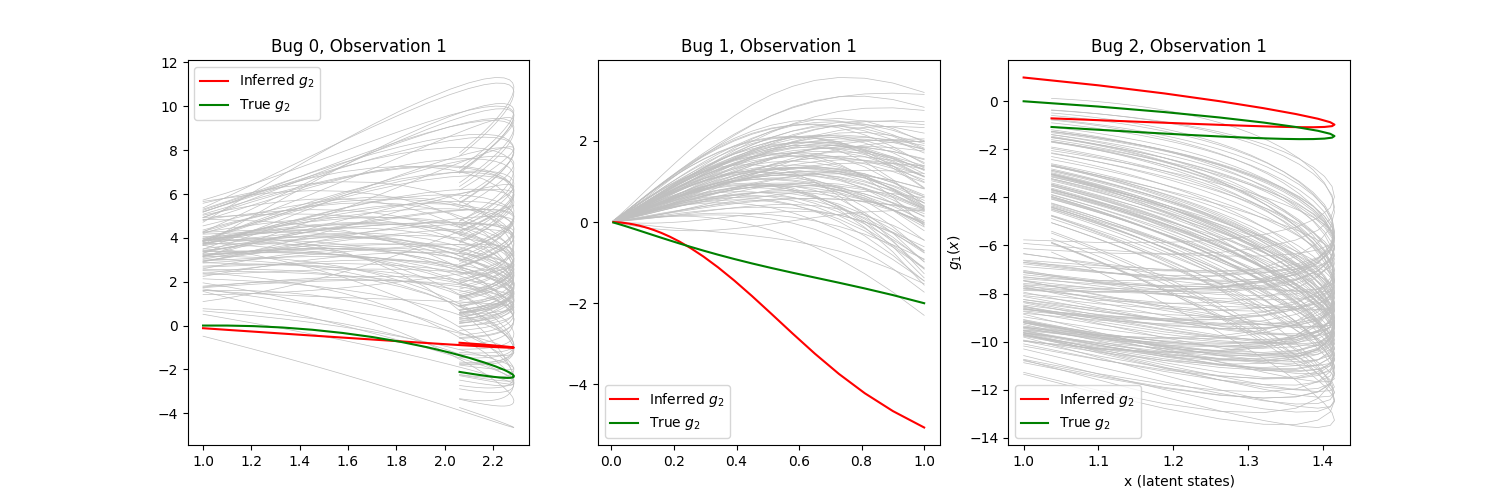 Bug 0, Observation 1
12
10
8
6
4
2
0
−2
−4
1.0 1.2 1.4 1.6 1.8 2.0 2.2
Inferred g₂
True g₂
Bug 1, Observation 1
2
0
−2
−4
0.0 0.2 0.4 0.6 0.8 1.0
Inferred g₂
True g₂
Bug 2, Observation 1
g₁(x)
0
−2
−4
−6
−8
−10
−12
−14
1.0 1.1 1.2 1.3 1.4
x (latent states)
Inferred g₂
True g₂